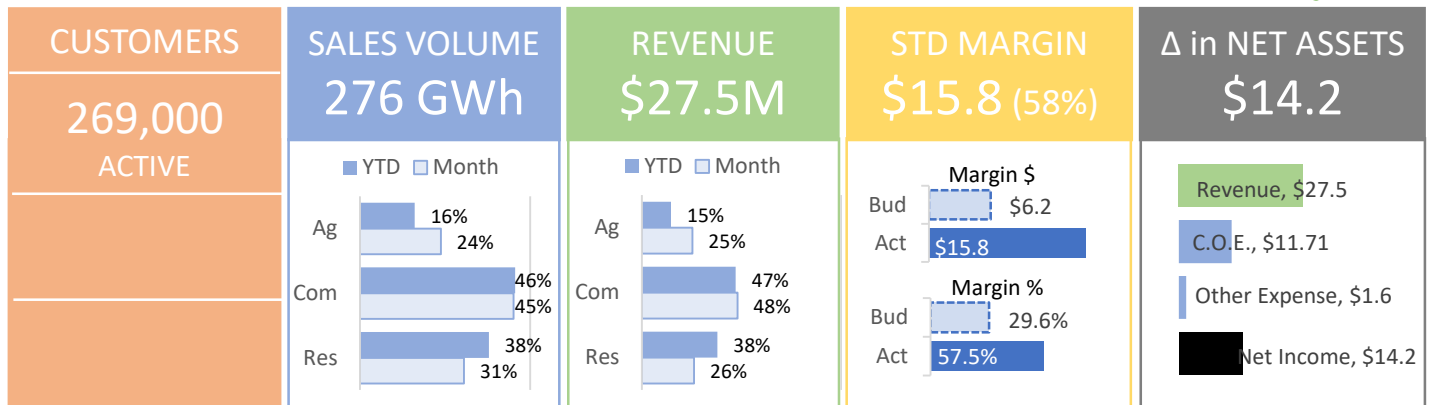 CUSTOMERS
269,000
ACTIVE
SALES VOLUME
276 GWh
YTD Month
Ag 16%
24%
Com 46%
45%
Res 38%
31%
REVENUE
$27.5M
YTD Month
Ag 15%
25%
Com 47%
48%
Res 38%
26%
STD MARGIN
$15.8 (58%)
Margin $
Bud $6.2
Act $15.8
Margin %
Bud 29.6%
Act 57.5%
Δ in NET ASSETS
$14.2
Revenue, $27.5
C.O.E., $11.71
Other Expense, $1.6
Net Income, $14.2